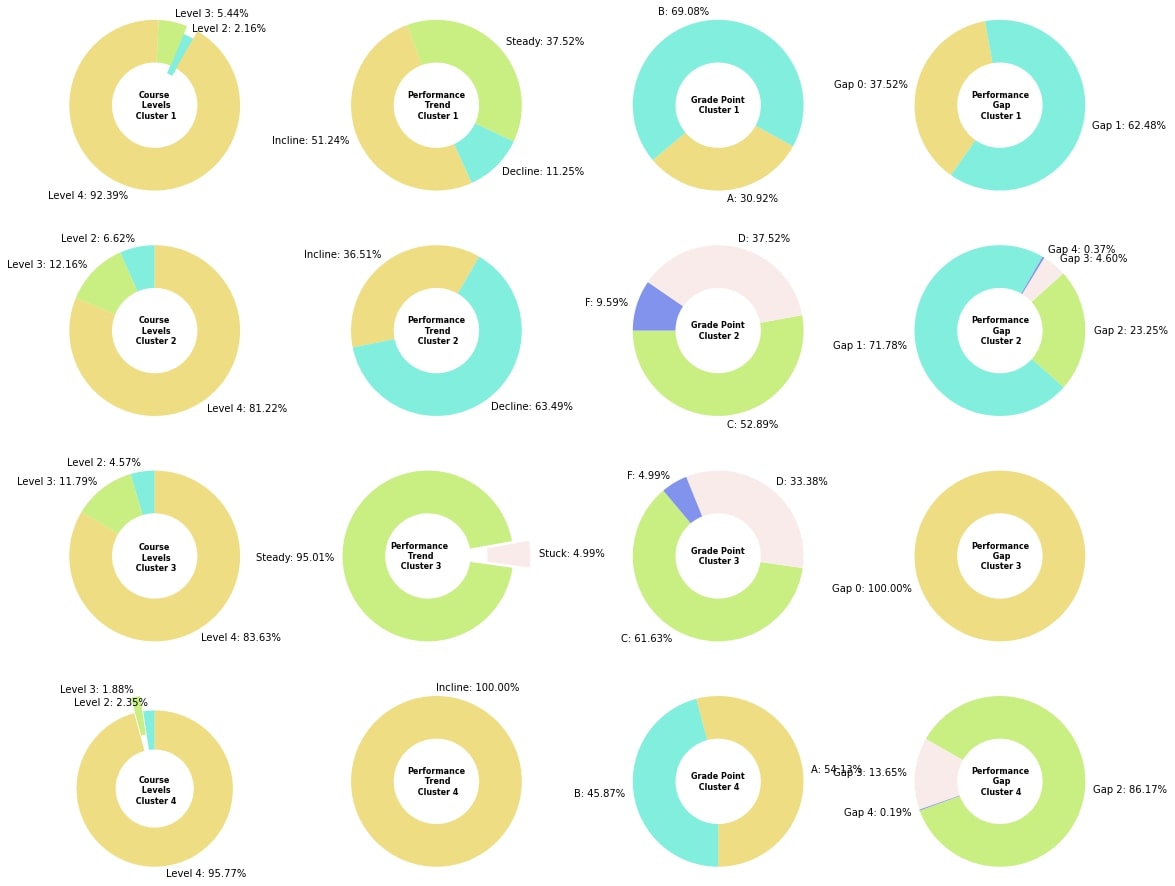 Level 3: 5.44%
Level 2: 2.16%
Course
Levels
Cluster 1
Level 4: 92.39%
Steady: 37.52%
Performance
Trend
Cluster 1
Incline: 51.24%
Decline: 11.25%
B: 69.08%
Grade Point
Cluster 1
A: 30.92%
Gap 0: 37.52%
Performance
Gap
Cluster 1
Gap 1: 62.48%
Level 2: 6.62%
Level 3: 12.16%
Course
Levels
Cluster 2
Level 4: 81.22%
Incline: 36.51%
Performance
Trend
Cluster 2
Decline: 63.49%
D: 37.52%
F: 9.59%
Grade Point
Cluster 2
C: 52.89%
Gap 4: 0.37%
Gap 3: 4.60%
Gap 2: 23.25%
Performance
Gap
Cluster 2
Gap 1: 71.78%
Level 2: 4.57%
Level 3: 11.79%
Course
Levels
Cluster 3
Level 4: 83.63%
Steady: 95.01%
Performance
Trend
Cluster 3
Stuck: 4.99%
F: 4.99%
D: 33.38%
Grade Point
Cluster 3
C: 61.63%
Gap 0: 100.00%
Performance
Gap
Cluster 3
Level 3: 1.88%
Level 2: 2.35%
Course
Levels
Cluster 4
Level 4: 95.77%
Incline: 100.00%
Performance
Trend
Cluster 4
A: 54.13%
Grade Point
Cluster 4
B: 45.87%
Gap 3: 13.65%
Performance
Gap
Cluster 4
Gap 2: 86.17%
Gap 4: 0.19%